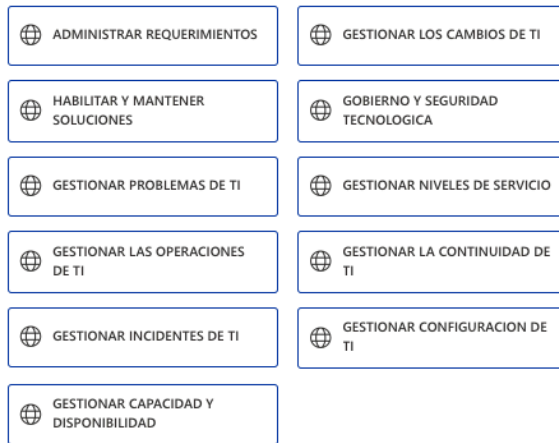 ADMINISTRAR REQUERIMIENTOS
GESTIONAR LOS CAMBIOS DE TI
HABILITAR Y MANTENER
SOLUCIONES
GOBIERNO Y SEGURIDAD
TECNOLOGICA
GESTIONAR PROBLEMAS DE TI
GESTIONAR NIVELES DE SERVICIO
GESTIONAR LAS OPERACIONES
DE TI
GESTIONAR LA CONTINUIDAD DE
TI
GESTIONAR INCIDENTES DE TI
GESTIONAR CONFIGURACION DE
TI
GESTIONAR CAPACIDAD Y
DISPONIBILIDAD